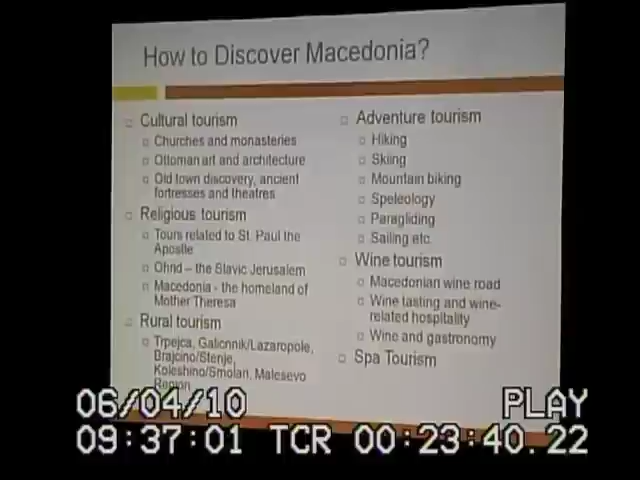 How to Discover Macedonia?
Cultural tourism
Churches and monasteries
Ottoman art and architecture
Old town discovery, ancient
fortresses and theatres
Religious tourism
Tours related to St. Paul the
Apostle
Ohrid – the Slavic Jerusalem
Macedonia - the homeland of
Mother Theresa
Rural tourism
Trpejca, Galicnnik/Lazaropole,
Brajcino/Stenje,
Koleshino/Smolari, Malesevo
Region
Adventure tourism
Hiking
Skiing
Mountain biking
Speleology
Paragliding
Sailing etc.
Wine tourism
Macedonian wine road
Wine tasting and wine-
related hospitality
Wine and gastronomy
Spa Tourism
06/04/10 PLAY
09:37:01 TCR 00:23:40.22